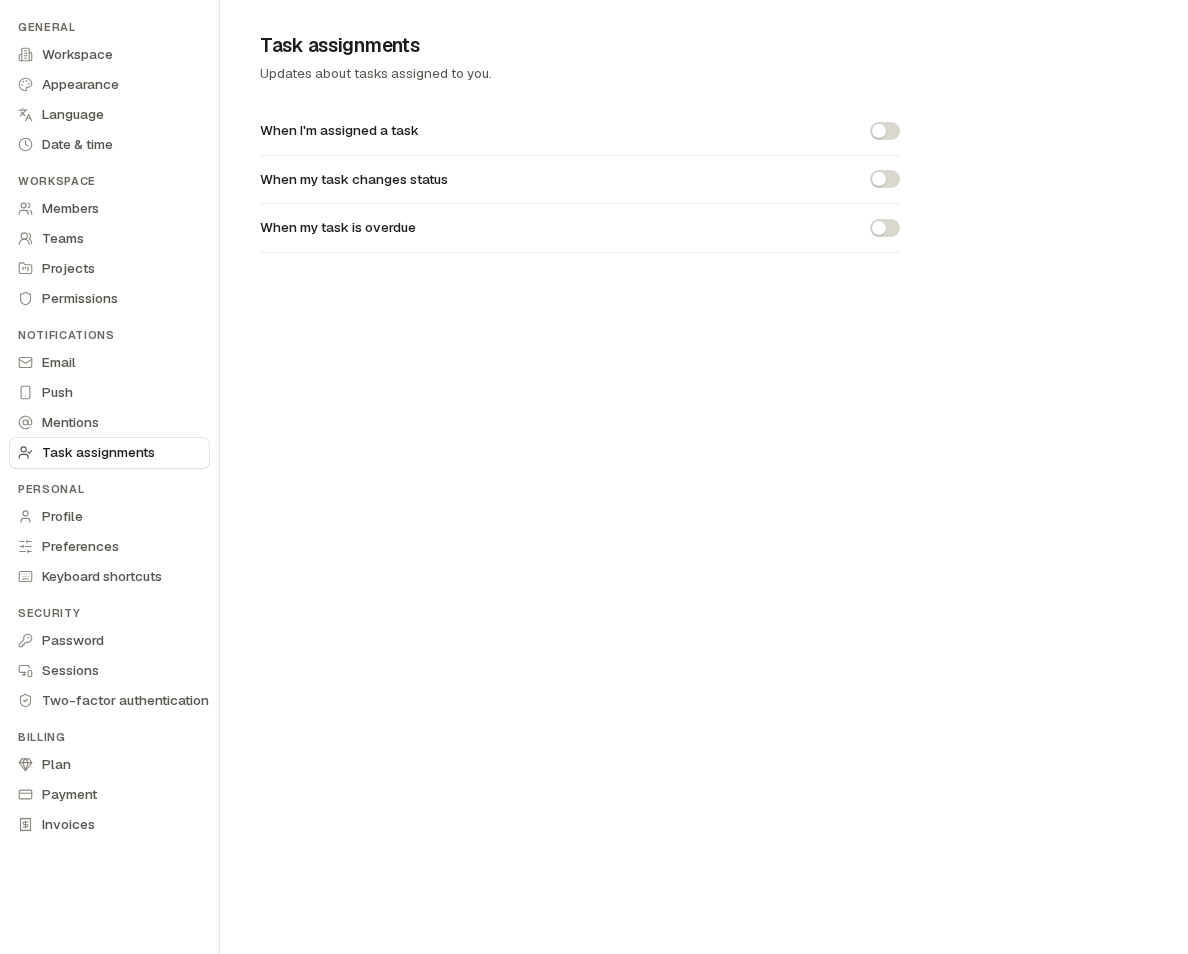 GENERAL
Workspace
Appearance
Language
Date & time
WORKSPACE
Members
Teams
Projects
Permissions
NOTIFICATIONS
Email
Push
Mentions
Task assignments
PERSONAL
Profile
Preferences
Keyboard shortcuts
SECURITY
Password
Sessions
Two-factor authentication
BILLING
Plan
Payment
Invoices
Task assignments
Updates about tasks assigned to you.
When I'm assigned a task
When my task changes status
When my task is overdue